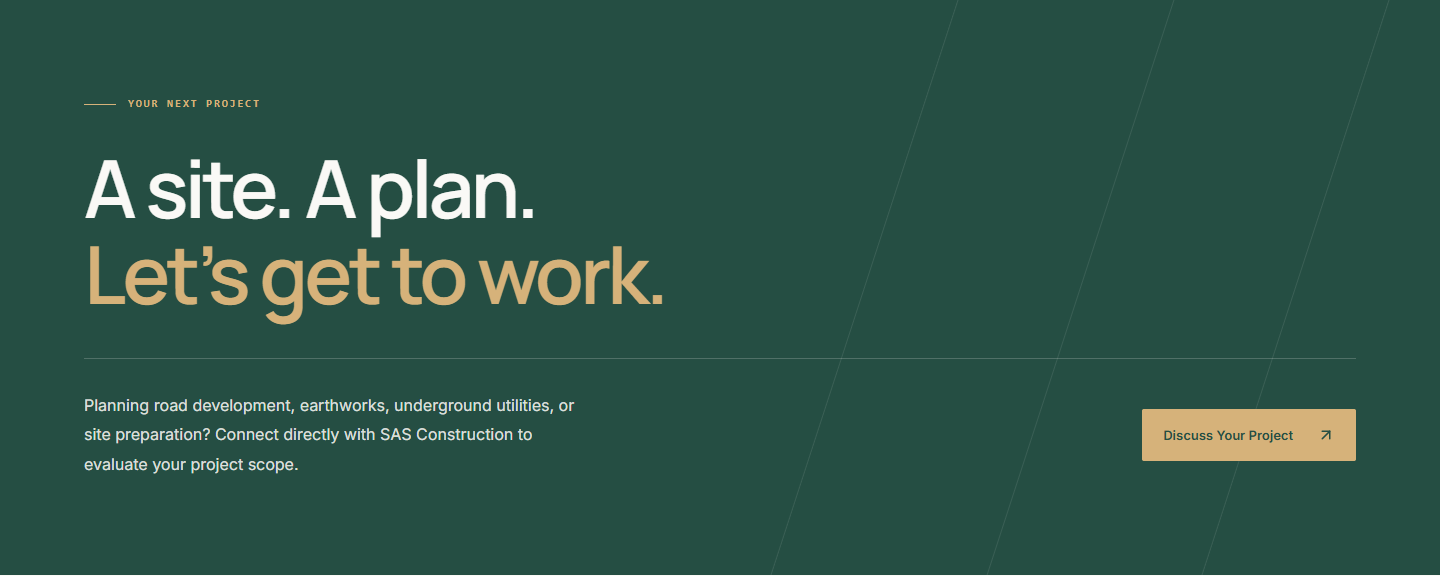 YOUR NEXT PROJECT
A site. A plan.
Let’s get to work.
Planning road development, earthworks, underground utilities, or
site preparation? Connect directly with SAS Construction to
evaluate your project scope.
Discuss Your Project